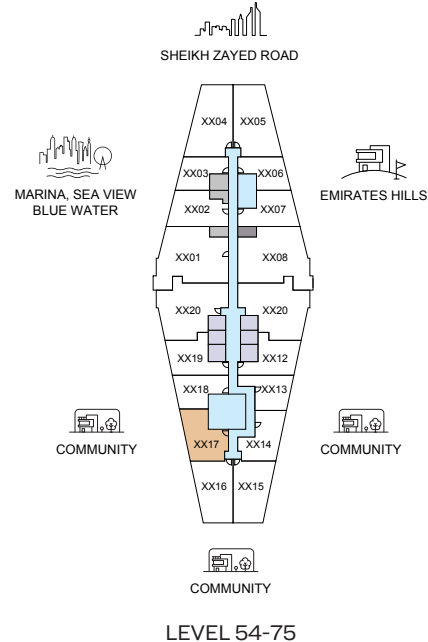 SHEIKH ZAYED ROAD
XX04
XX05
MARINA, SEA VIEW
BLUE WATER
EMIRATES HILLS
XX03
XX06
XX02
XX07
XX01
XX08
XX20
XX20
XX19
XX12
XX18
XX13
COMMUNITY
COMMUNITY
XX17
XX14
XX16
XX15
COMMUNITY
LEVEL 54-75